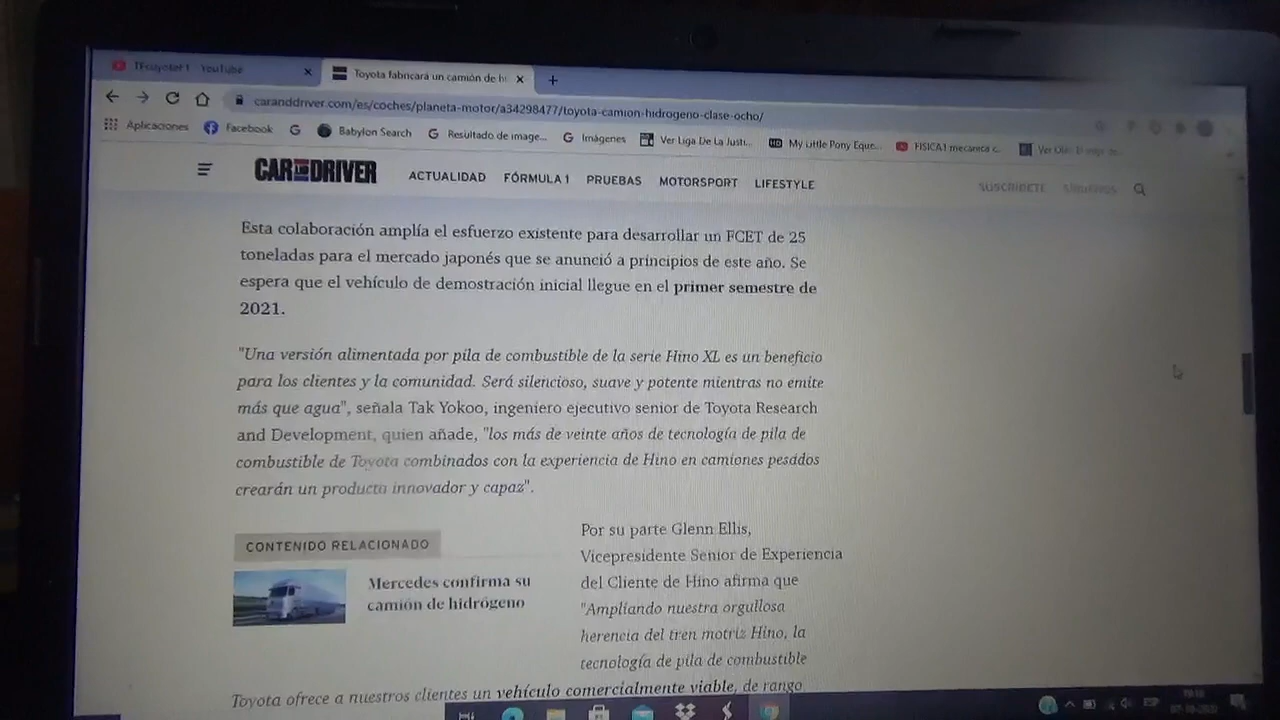 TFcoyotef1 - YouTube
Toyota fabricará un camión de hi
caranddriver.com/es/coches/planeta-motor/a34298477/toyota-camion-hidrogeno-clase-ocho/
Aplicaciones Facebook Babylon Search Resultado de image... Imágenes Ver Liga De La Justi... My Little Pony Eque... FISICA1 mecanica c...
CAR AND DRIVER ACTUALIDAD FÓRMULA 1 PRUEBAS MOTORSPORT LIFESTYLE SUSCRÍBETE SÍGUENOS
Esta colaboración amplía el esfuerzo existente para desarrollar un FCET de 25
toneladas para el mercado japonés que se anunció a principios de este año. Se
espera que el vehículo de demostración inicial llegue en el primer semestre de
2021.
"Una versión alimentada por pila de combustible de la serie Hino XL es un beneficio
para los clientes y la comunidad. Será silencioso, suave y potente mientras no emite
más que agua", señala Tak Yokoo, ingeniero ejecutivo senior de Toyota Research
and Development, quien añade, "los más de veinte años de tecnología de pila de
combustible de Toyota combinados con la experiencia de Hino en camiones pesados
crearán un producto innovador y capaz".
CONTENIDO RELACIONADO
Mercedes confirma su
camión de hidrógeno
Por su parte Glenn Ellis,
Vicepresidente Senior de Experiencia
del Cliente de Hino afirma que
"Ampliando nuestra orgullosa
herencia del tren motriz Hino, la
tecnología de pila de combustible
Toyota ofrece a nuestros clientes un vehículo comercialmente viable, de rango
ESP